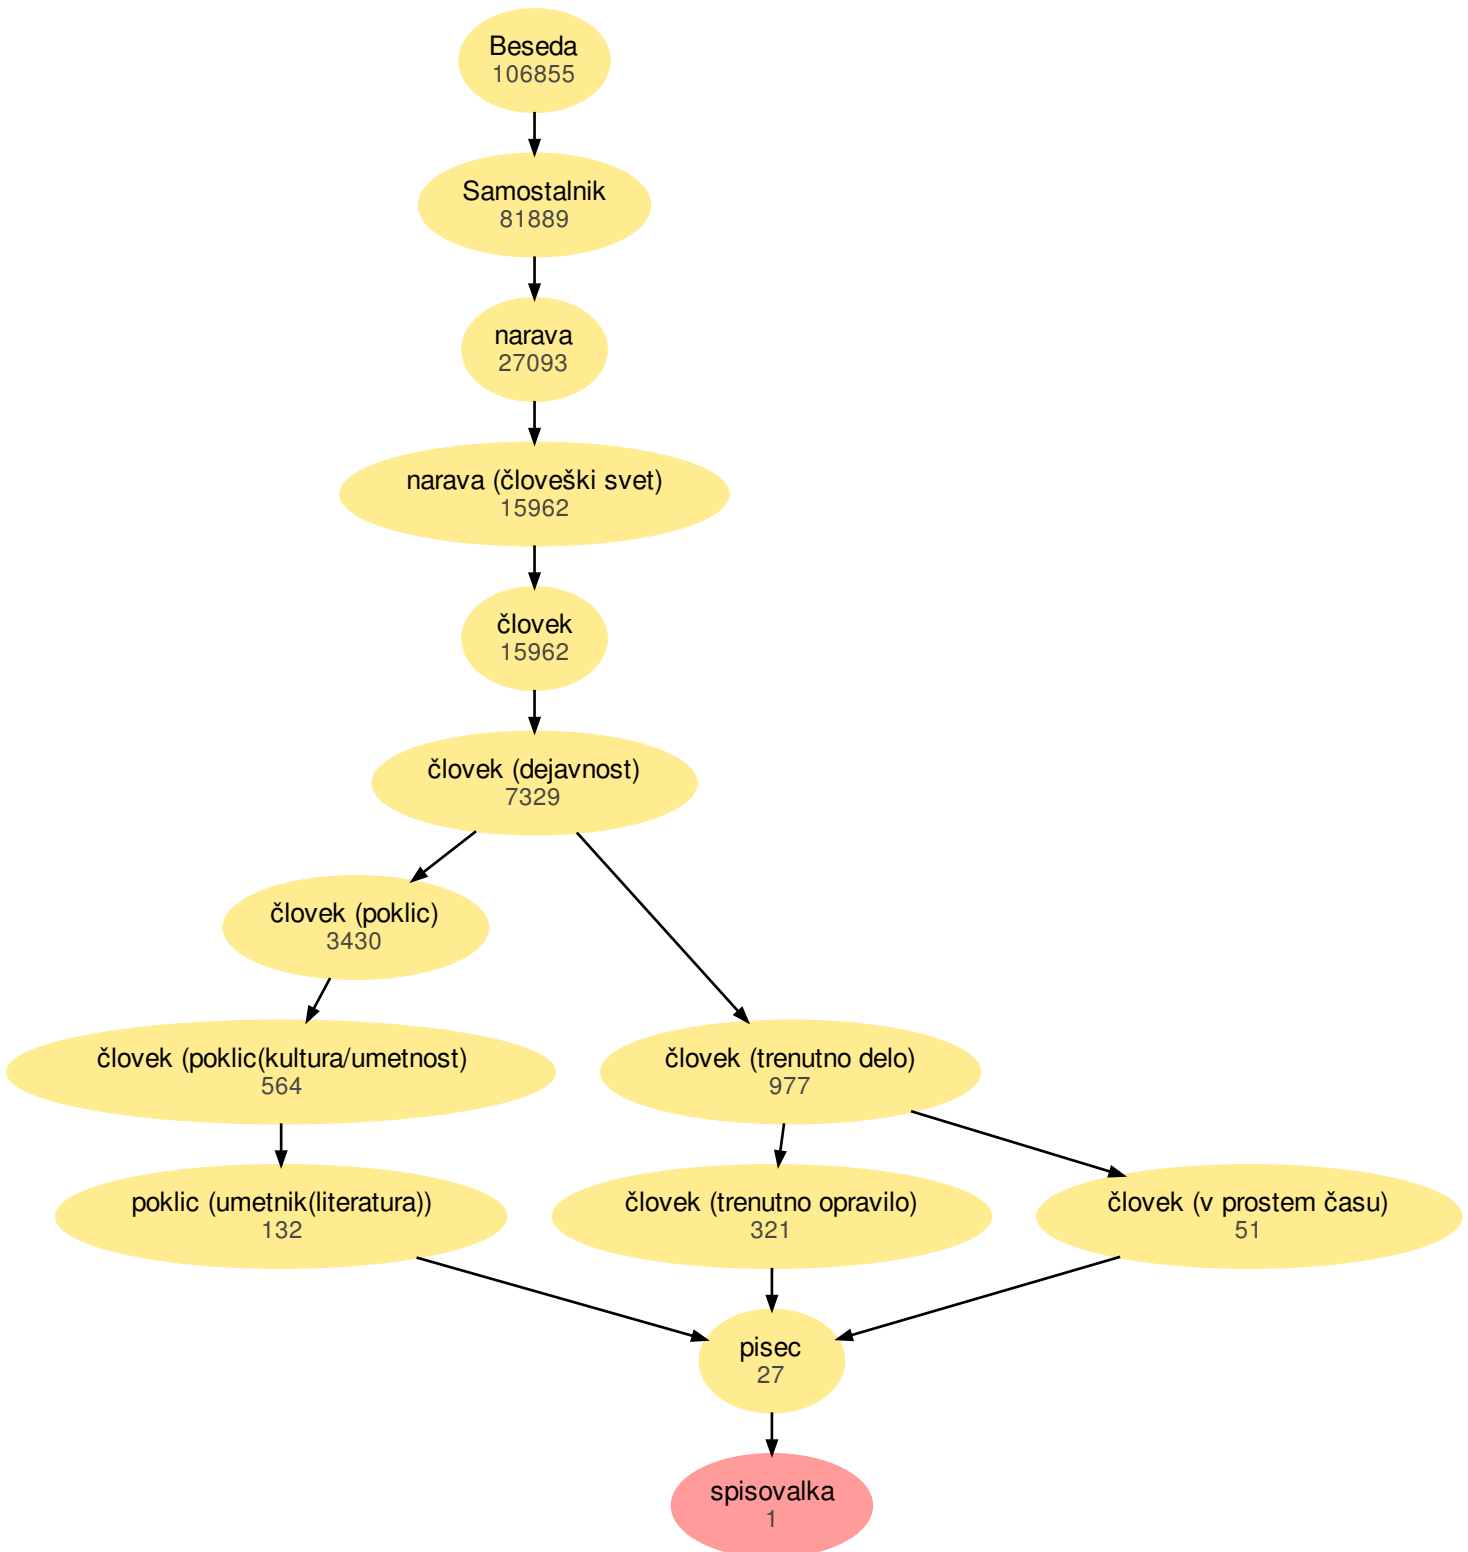 Beseda
106855
Samostalnik
81889
narava
27093
narava (človeški svet)
15962
človek
15962
človek (dejavnost)
7329
človek (poklic)
3430
človek (poklic(kultura/umetnost)
564
človek (trenutno delo)
977
poklic (umetnik(literatura))
132
človek (trenutno opravilo)
321
človek (v prostem času)
51
pisec
27
spisovalka
1